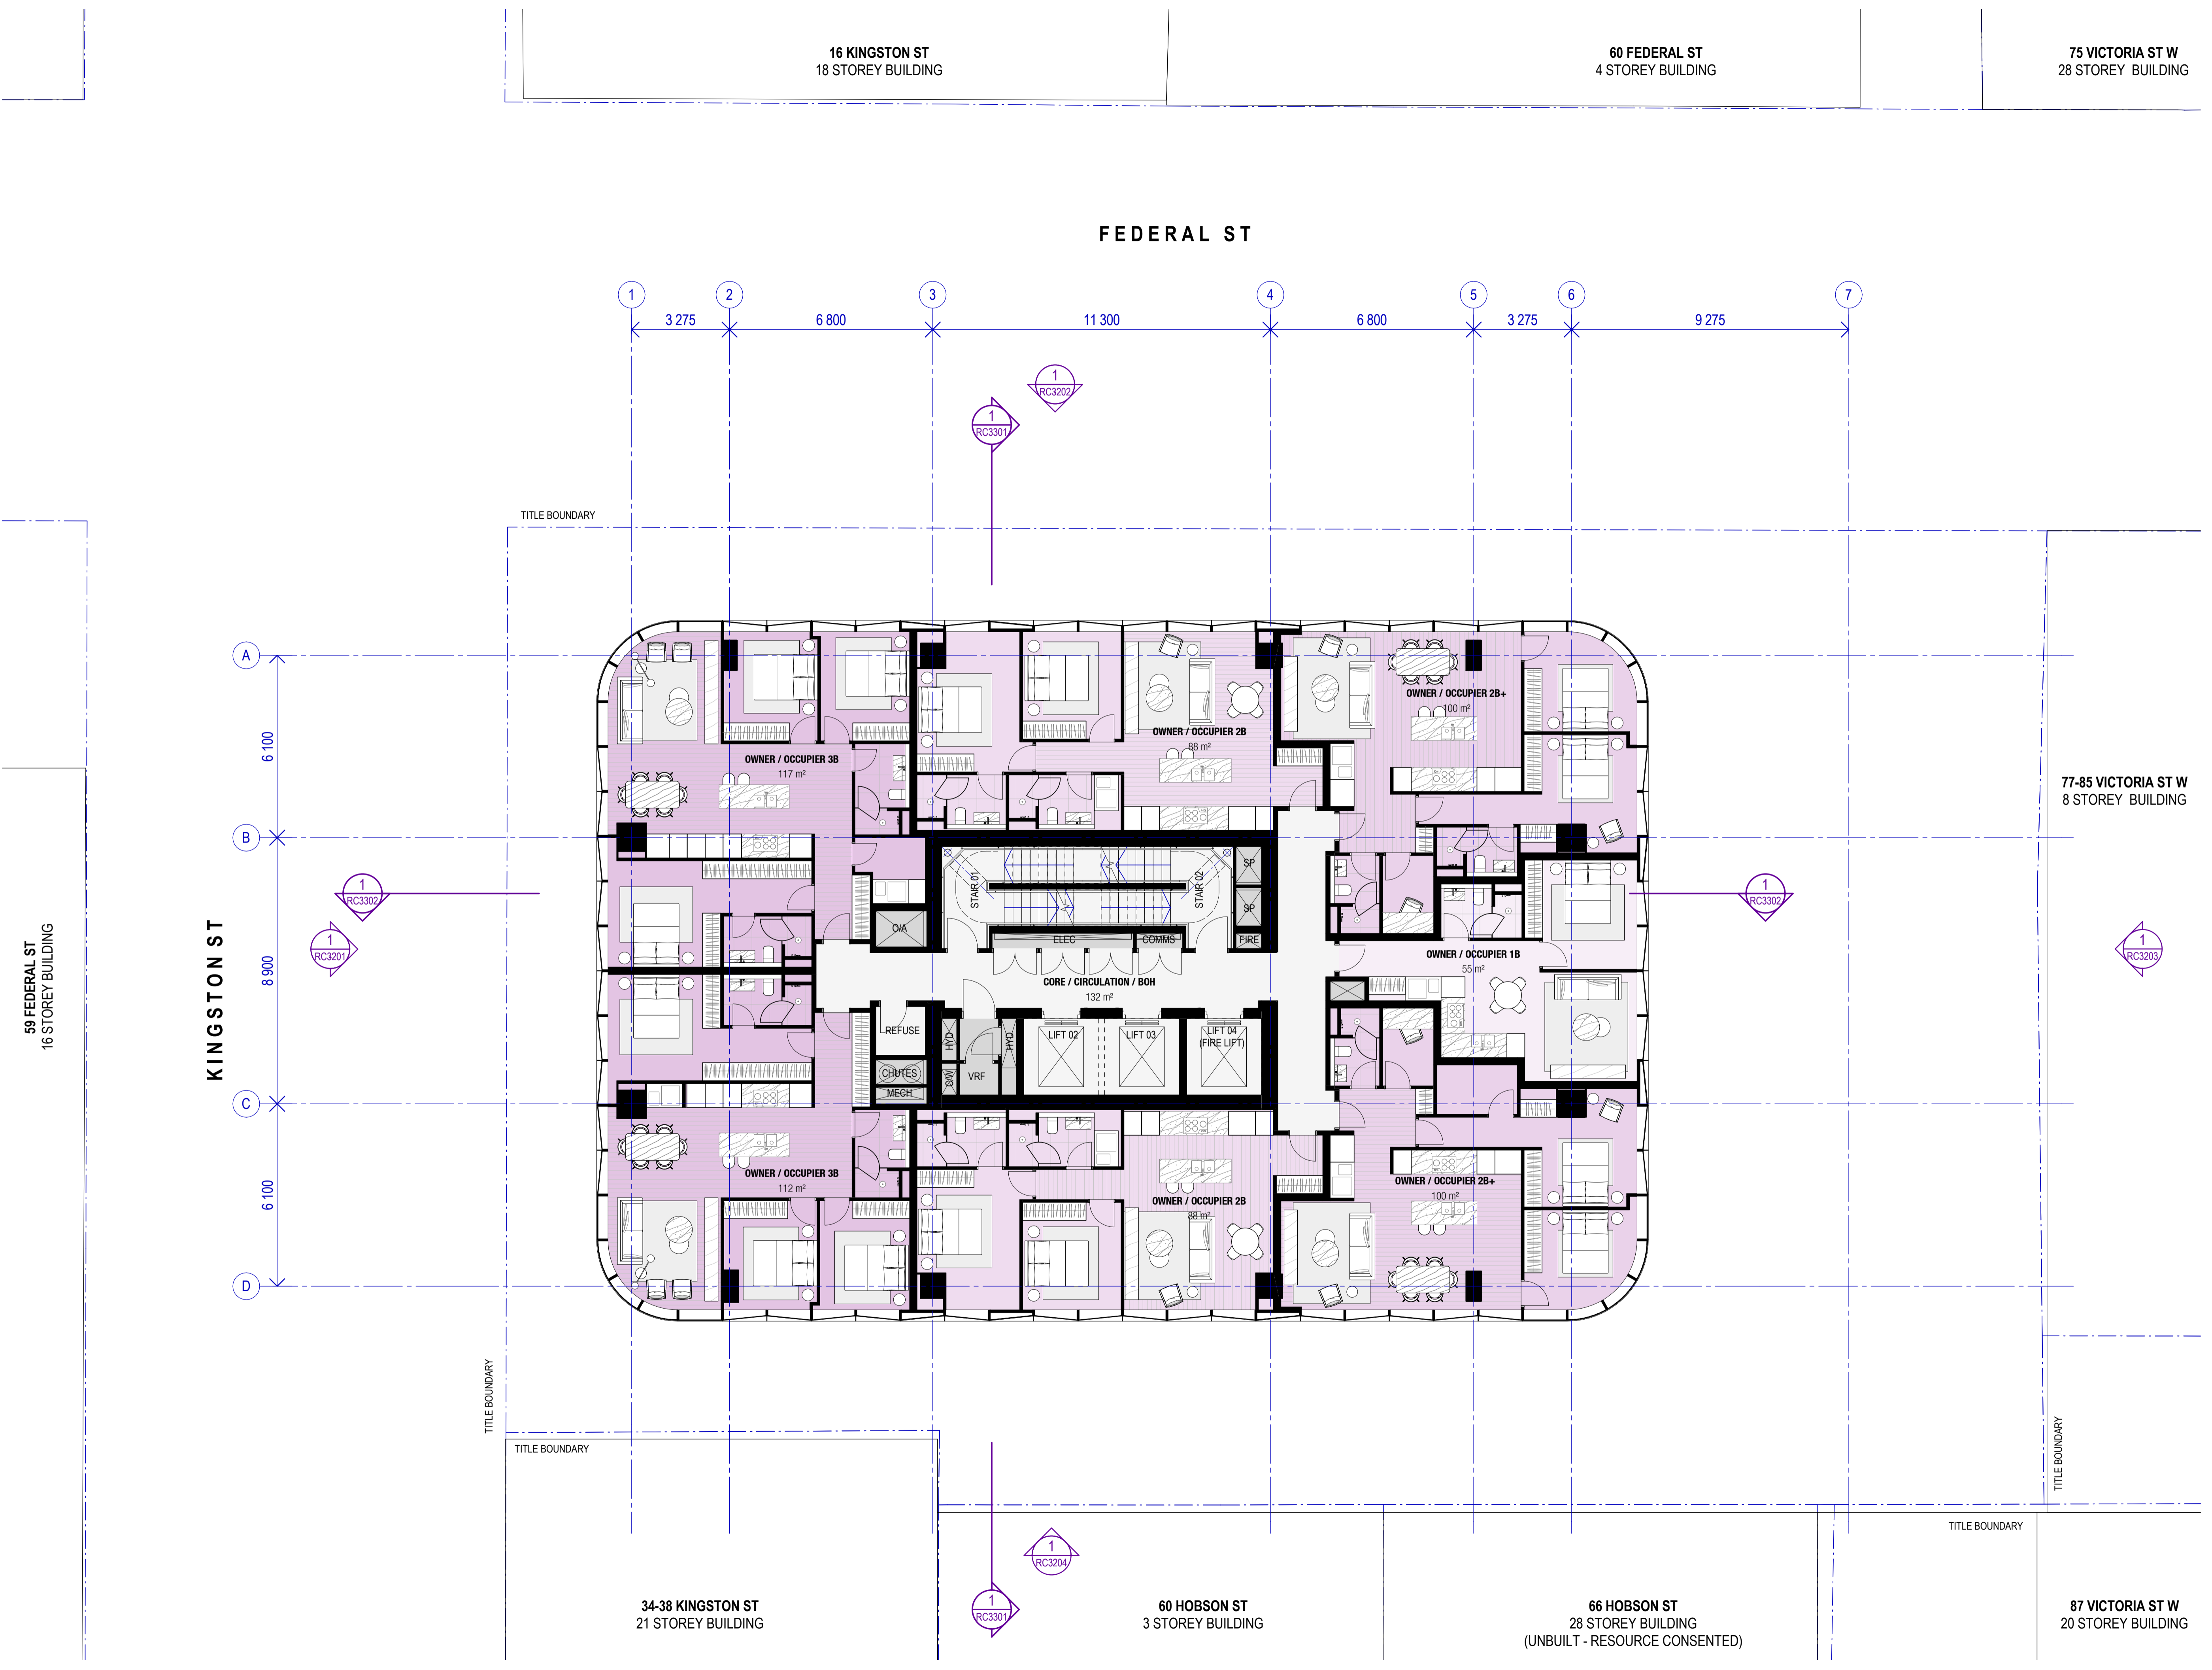 16 KINGSTON ST
18 STOREY BUILDING
60 FEDERAL ST
4 STOREY BUILDING
75 VICTORIA ST W
28 STOREY BUILDING
FEDERAL ST
1
2
3
4
5
6
7
3 275
6 800
11 300
6 800
3 275
9 275
1
RC3202
1
RC3301
TITLE BOUNDARY
A
B
C
D
6 100
8 900
6 100
KINGSTON ST
59 FEDERAL ST
16 STOREY BUILDING
1
RC3302
1
RC3201
OWNER / OCCUPIER 3B
117 m²
OWNER / OCCUPIER 2B
88 m²
OWNER / OCCUPIER 2B+
100 m²
77-85 VICTORIA ST W
8 STOREY BUILDING
STAIR 01
STAIR 02
SP
SP
O/A
ELEC
COMMS
FIRE
1
RC3302
1
RC3203
OWNER / OCCUPIER 1B
55 m²
CORE / CIRCULATION / BOH
132 m²
REFUSE
HYD
HYD
LIFT 02
LIFT 03
LIFT 04
(FIRE LIFT)
CHUTES
VRF
MECH
OWNER / OCCUPIER 3B
112 m²
OWNER / OCCUPIER 2B
88 m²
OWNER / OCCUPIER 2B+
100 m²
TITLE BOUNDARY
TITLE BOUNDARY
TITLE BOUNDARY
TITLE BOUNDARY
1
RC3204
1
RC3301
34-38 KINGSTON ST
21 STOREY BUILDING
60 HOBSON ST
3 STOREY BUILDING
66 HOBSON ST
28 STOREY BUILDING
(UNBUILT - RESOURCE CONSENTED)
87 VICTORIA ST W
20 STOREY BUILDING